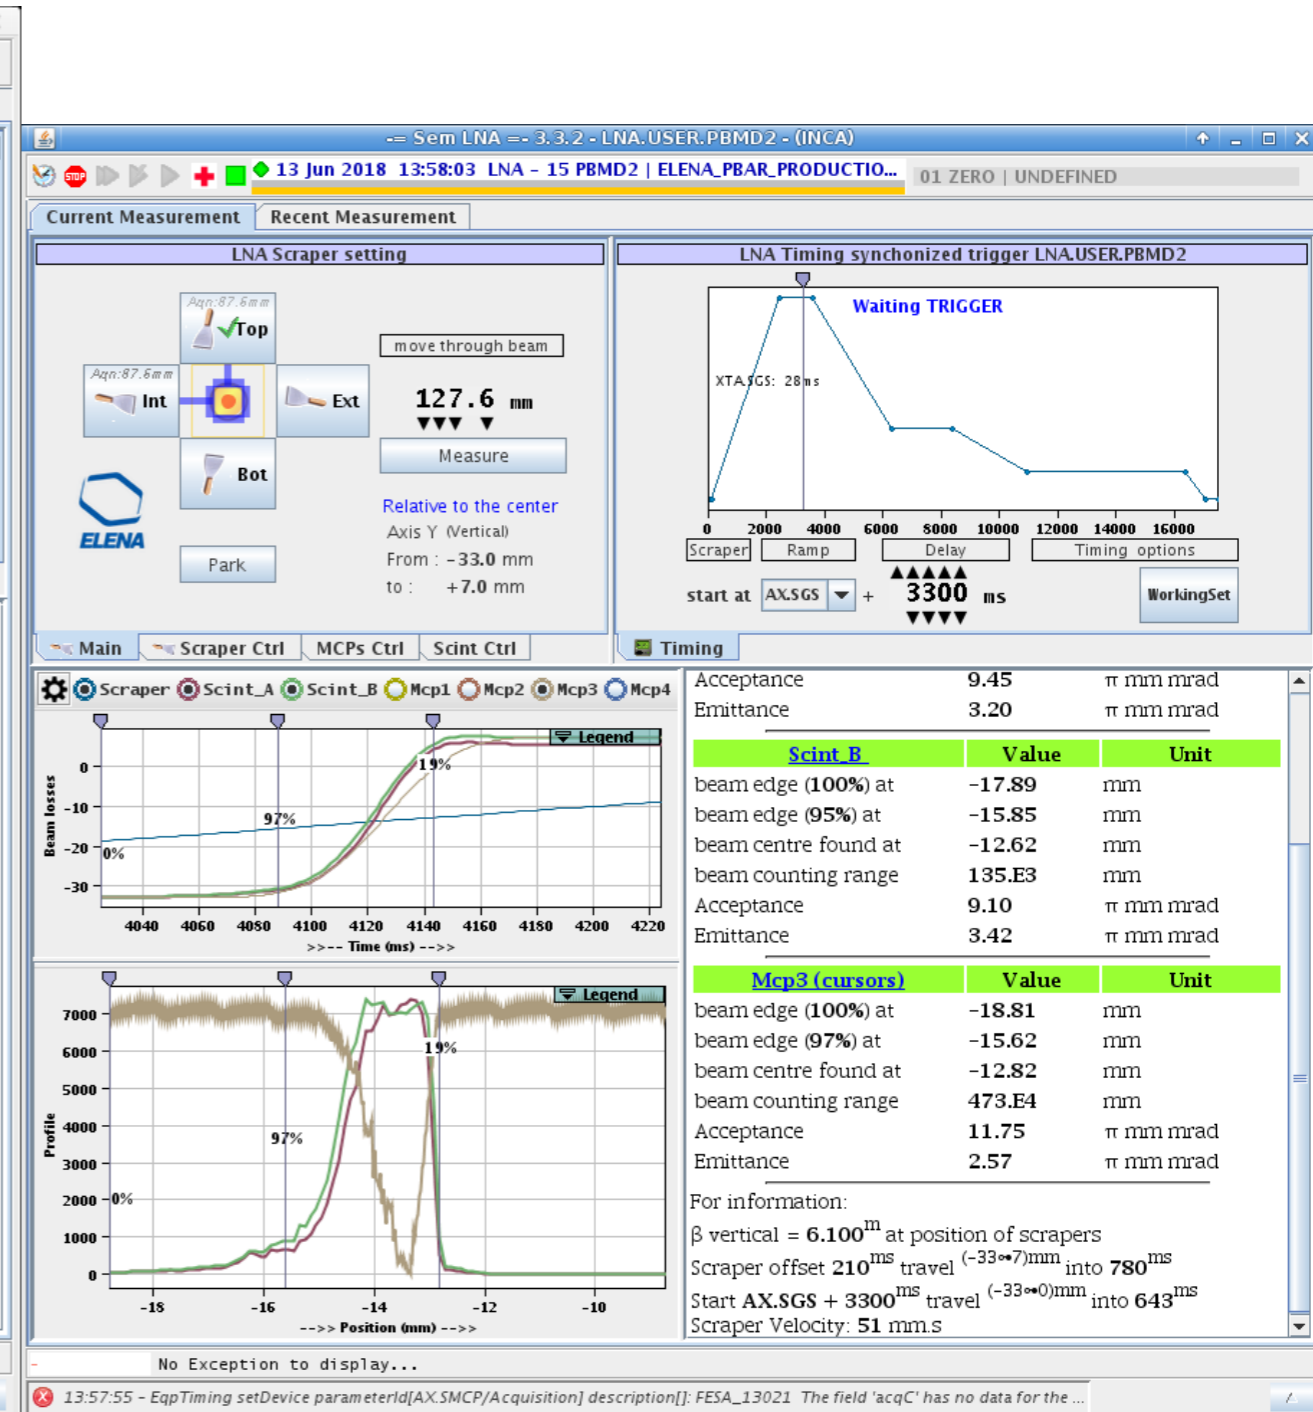 -= Sem LNA =- 3.3.2 - LNA.USER.PBMD2 - (INCA)
STOP
13 Jun 2018 13:58:03 LNA - 15 PBMD2 | ELENA_PBAR_PRODUCTIO...
01 ZERO | UNDEFINED
Current Measurement
Recent Measurement
LNA Scraper setting
Aqn:87.6mm
Top
Aqn:87.6mm
Int
Ext
Bot
ELENA
Park
move through beam
127.6 mm
Measure
Relative to the center
Axis Y (Vertical)
From : -33.0 mm
to : +7.0 mm
Main
Scraper Ctrl
MCPs Ctrl
Scint Ctrl
LNA Timing synchonized trigger LNA.USER.PBMD2
Waiting TRIGGER
XTA.SGS: 28ms
0 2000 4000 6000 8000 10000 12000 14000 16000
Scraper Ramp Delay Timing options
start at AX.SGS + 3300 ms
WorkingSet
Timing
Scraper Scint_A Scint_B Mcp1 Mcp2 Mcp3 Mcp4
Legend
Beam losses
0
-10
-20
-30
0%
97%
19%
4040 4060 4080 4100 4120 4140 4160 4180 4200 4220
>>-- Time (ms) -->>
Legend
Profile
7000
6000
5000
4000
3000
2000
1000
0
0%
97%
19%
-18 -16 -14 -12 -10
-->> Position (mm) -->>
Acceptance 9.45 π mm mrad
Emittance 3.20 π mm mrad
Scint_B Value Unit
beam edge (100%) at -17.89 mm
beam edge (95%) at -15.85 mm
beam centre found at -12.62 mm
beam counting range 135.E3 mm
Acceptance 9.10 π mm mrad
Emittance 3.42 π mm mrad
Mcp3 (cursors) Value Unit
beam edge (100%) at -18.81 mm
beam edge (97%) at -15.62 mm
beam centre found at -12.82 mm
beam counting range 473.E4 mm
Acceptance 11.75 π mm mrad
Emittance 2.57 π mm mrad
For information:
β vertical = 6.100m at position of scrapers
Scraper offset 210ms travel (-33∞7)mm into 780ms
Start AX.SGS + 3300ms travel (-33∞0)mm into 643ms
Scraper Velocity: 51 mm.s
- No Exception to display...
13:57:55 - EqpTiming setDevice parameterId[AX.SMCP/Acquisition] description[]: FESA_13021 The field 'acqC' has no data for the ...